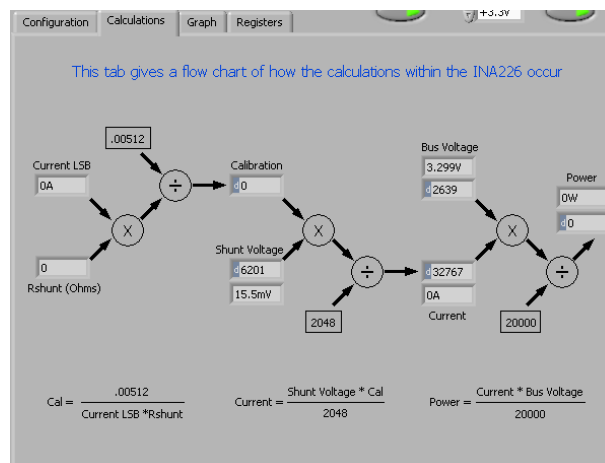 Configuration Calculations Graph Registers
+3.3V
This tab gives a flow chart of how the calculations within the INA226 occur
.00512
Current LSB
0A
0
Rshunt (Ohms)
÷
X
Calibration
d 0
Shunt Voltage
d 6201
15.5mV
X
÷
2048
Bus Voltage
3.299V
d 2639
d 32767
0A
Current
X
÷
20000
Power
0W
d 0
Cal = .00512
Current LSB *Rshunt
Current = Shunt Voltage * Cal
2048
Power = Current * Bus Voltage
20000